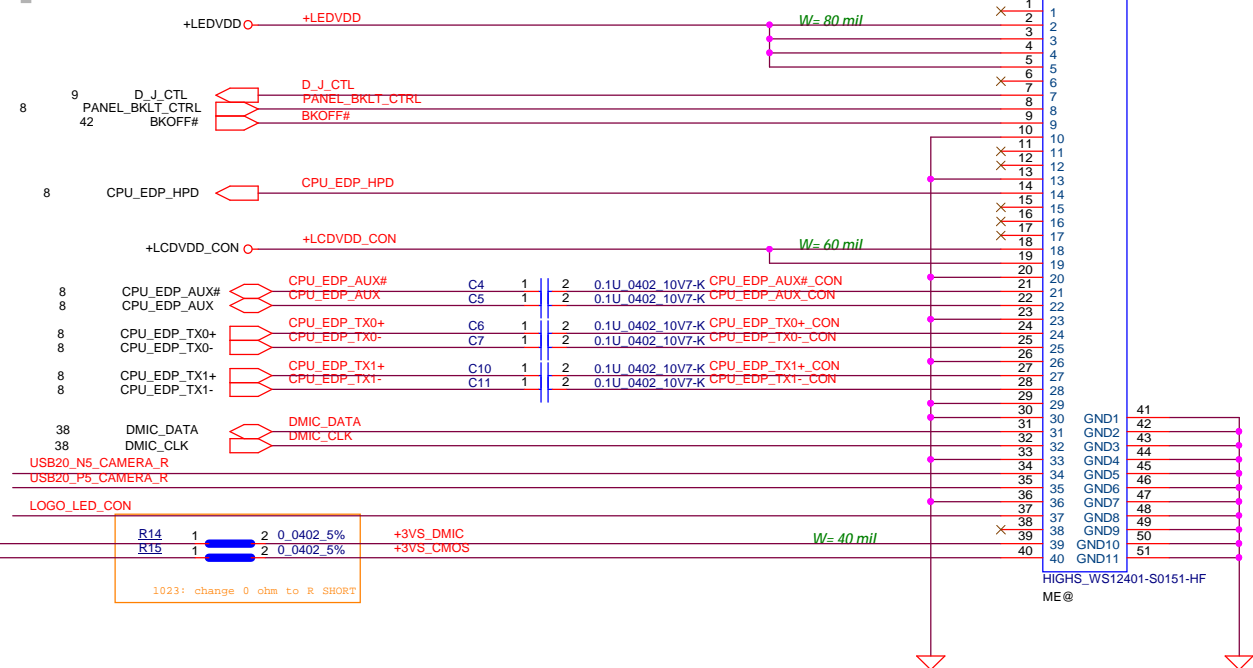 1 1
+LEDVDD +LEDVDD W= 80 mil 2 2
3 3
4 4
5 5
6 6
9 D_J_CTL D_J_CTL 7 7
8 PANEL_BKLT_CTRL PANEL_BKLT_CTRL 8 8
42 BKOFF# BKOFF# 9 9
10 10
11 11
12 12
13 13
8 CPU_EDP_HPD CPU_EDP_HPD 14 14
15 15
16 16
17 17
+LCDVDD_CON +LCDVDD_CON W= 60 mil 18 18
19 19
20 20
8 CPU_EDP_AUX# CPU_EDP_AUX# C4 1 2 0.1U_0402_10V7-K CPU_EDP_AUX#_CON 21 21
8 CPU_EDP_AUX CPU_EDP_AUX C5 1 2 0.1U_0402_10V7-K CPU_EDP_AUX_CON 22 22
23 23
8 CPU_EDP_TX0+ CPU_EDP_TX0+ C6 1 2 0.1U_0402_10V7-K CPU_EDP_TX0+_CON 24 24
8 CPU_EDP_TX0- CPU_EDP_TX0- C7 1 2 0.1U_0402_10V7-K CPU_EDP_TX0-_CON 25 25
26 26
8 CPU_EDP_TX1+ CPU_EDP_TX1+ C10 1 2 0.1U_0402_10V7-K CPU_EDP_TX1+_CON 27 27
8 CPU_EDP_TX1- CPU_EDP_TX1- C11 1 2 0.1U_0402_10V7-K CPU_EDP_TX1-_CON 28 28
29 29
30 30 GND1 41
38 DMIC_DATA DMIC_DATA 31 31 GND2 42
38 DMIC_CLK DMIC_CLK 32 32 GND3 43
33 33 GND4 44
USB20_N5_CAMERA_R 34 34 GND5 45
USB20_P5_CAMERA_R 35 35 GND6 46
36 36 GND7 47
LOGO_LED_CON 37 37 GND8 48
38 38 GND9 49
R14 1 2 0_0402_5% +3VS_DMIC W= 40 mil 39 39 GND10 50
R15 1 2 0_0402_5% +3VS_CMOS 40 40 GND11 51
HIGHS_WS12401-S0151-HF
1023: change 0 ohm to R SHORT
ME@